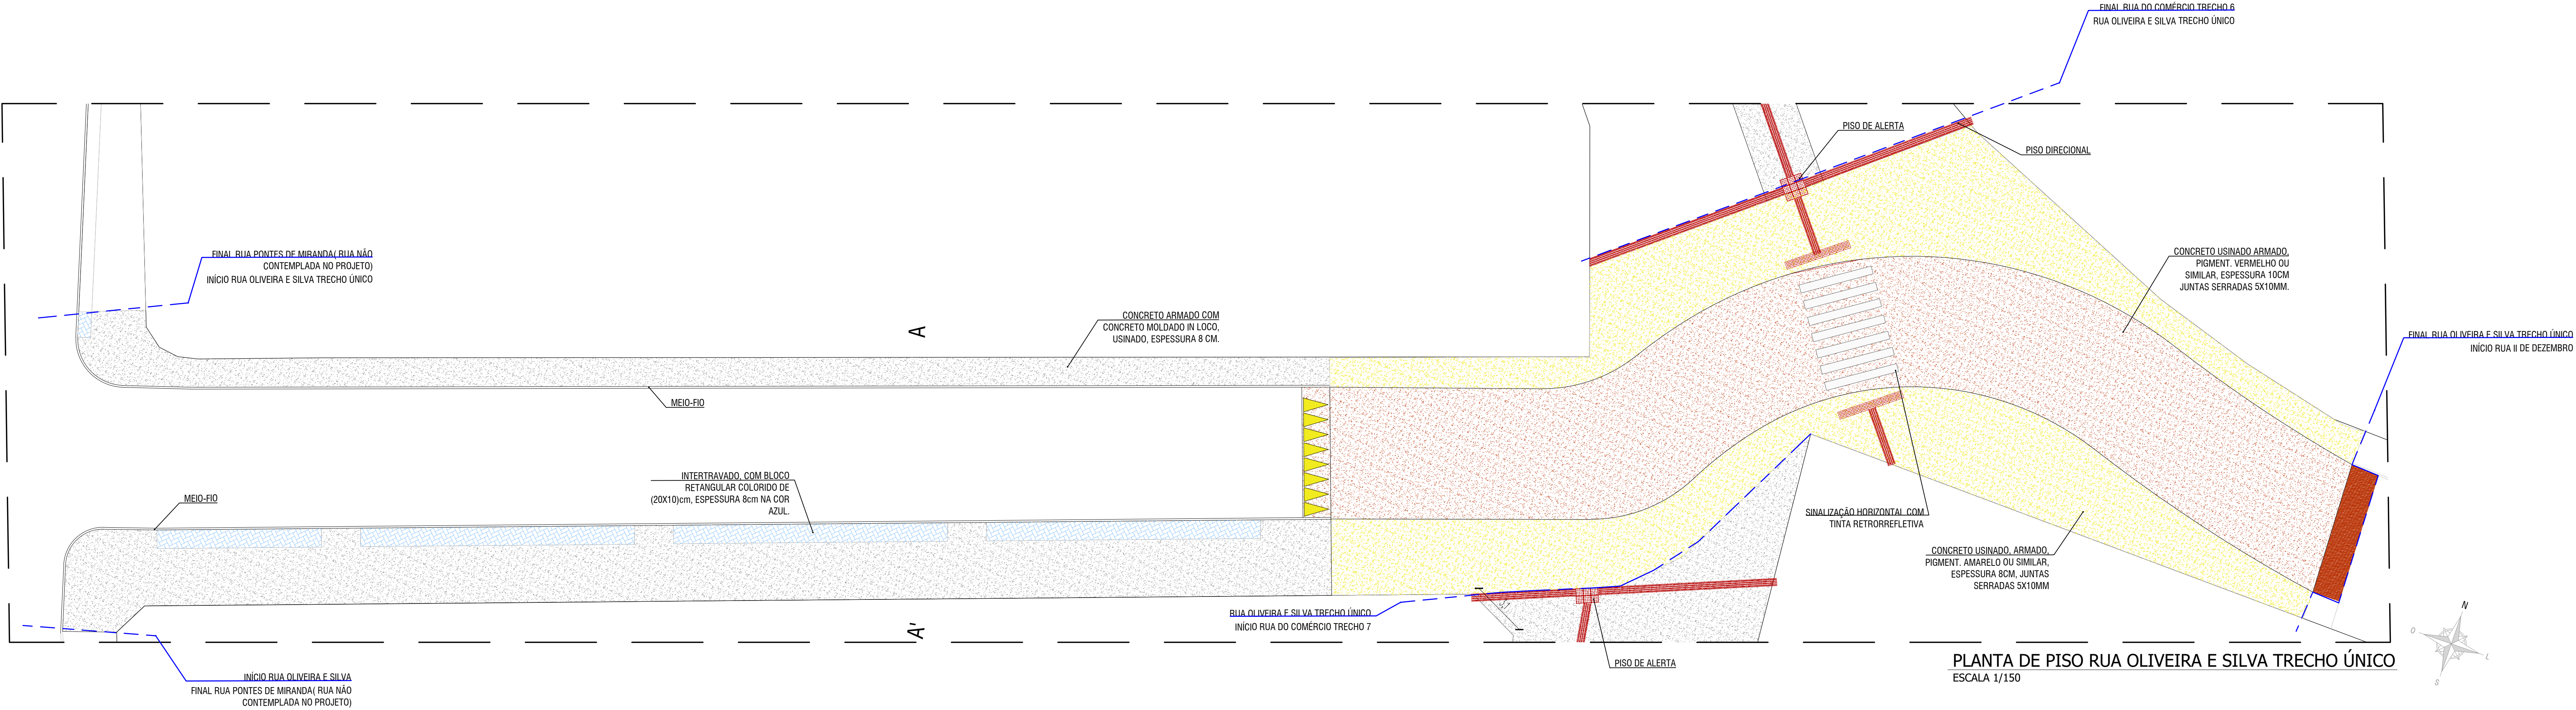 FINAL RUA DO COMÉRCIO TRECHO 6
RUA OLIVEIRA E SILVA TRECHO ÚNICO
PISO DE ALERTA
PISO DIRECIONAL
FINAL RUA PONTES DE MIRANDA( RUA NÃO
CONTEMPLADA NO PROJETO)
INÍCIO RUA OLIVEIRA E SILVA TRECHO ÚNICO
CONCRETO USINADO ARMADO,
PIGMENT. VERMELHO OU
SIMILAR, ESPESSURA 10CM
JUNTAS SERRADAS 5X10MM.
CONCRETO ARMADO COM
CONCRETO MOLDADO IN LOCO,
USINADO, ESPESSURA 8 CM.
A
FINAL RUA OLIVEIRA E SILVA TRECHO ÚNICO
INÍCIO RUA II DE DEZEMBRO
MEIO-FIO
INTERTRAVADO, COM BLOCO
RETANGULAR COLORIDO DE
(20X10)cm, ESPESSURA 8cm NA COR
AZUL.
MEIO-FIO
SINALIZAÇÃO HORIZONTAL COM
TINTA RETRORREFLETIVA
CONCRETO USINADO, ARMADO,
PIGMENT. AMARELO OU SIMILAR,
ESPESSURA 8CM, JUNTAS
SERRADAS 5X10MM
RUA OLIVEIRA E SILVA TRECHO ÚNICO
INÍCIO RUA DO COMÉRCIO TRECHO 7
A'
PISO DE ALERTA
INÍCIO RUA OLIVEIRA E SILVA
FINAL RUA PONTES DE MIRANDA( RUA NÃO
CONTEMPLADA NO PROJETO)
PLANTA DE PISO RUA OLIVEIRA E SILVA TRECHO ÚNICO
ESCALA 1/150
N
O
L
S